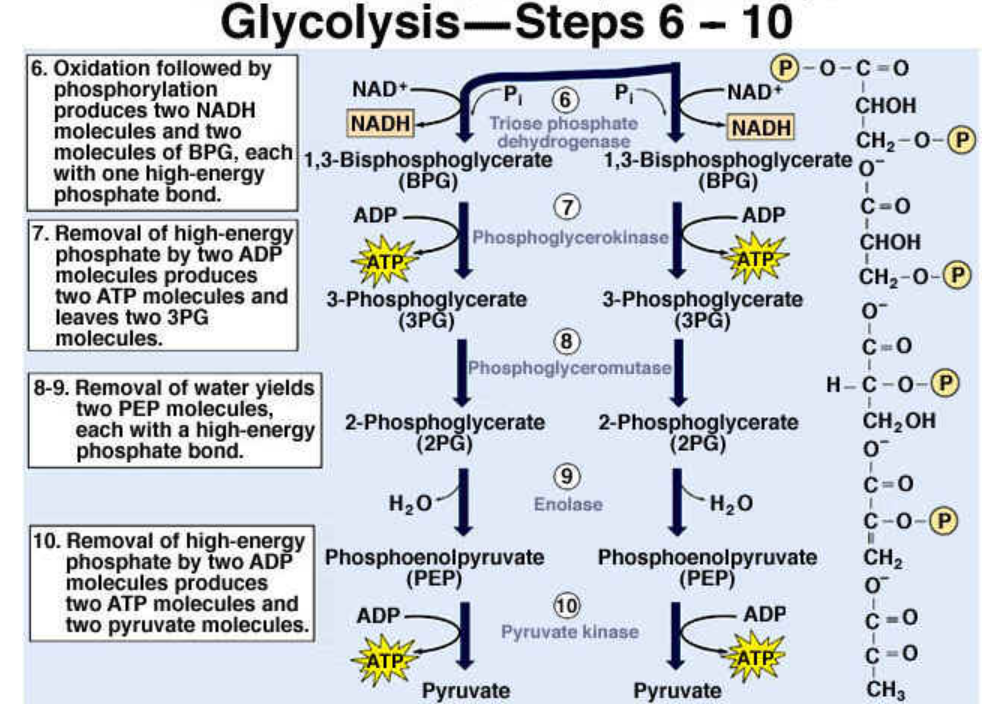 Glycolysis—Steps 6 – 10
6. Oxidation followed by
phosphorylation
produces two NADH
molecules and two
molecules of BPG, each
with one high-energy
phosphate bond.
NAD+
Pi
6
Pi
NAD+
NADH
Triose phosphate
dehydrogenase
NADH
1,3-Bisphosphoglycerate
(BPG)
1,3-Bisphosphoglycerate
(BPG)
P–O–C=O
CHOH
CH2–O–P
7. Removal of high-energy
phosphate by two ADP
molecules produces
two ATP molecules and
leaves two 3PG
molecules.
ADP
7
ADP
Phosphoglycerokinase
ATP
ATP
3-Phosphoglycerate
(3PG)
3-Phosphoglycerate
(3PG)
O–
C=O
CHOH
CH2–O–P
8
Phosphoglyceromutase
8-9. Removal of water yields
two PEP molecules,
each with a high-energy
phosphate bond.
2-Phosphoglycerate
(2PG)
2-Phosphoglycerate
(2PG)
O–
C=O
H–C–O–P
CH2OH
9
H2O
Enolase
H2O
Phosphoenolpyruvate
(PEP)
Phosphoenolpyruvate
(PEP)
O–
C=O
C–O–P
CH2
10. Removal of high-energy
phosphate by two ADP
molecules produces
two ATP molecules and
two pyruvate molecules.
ADP
10
ADP
Pyruvate kinase
ATP
ATP
Pyruvate
Pyruvate
O–
C=O
C=O
CH3